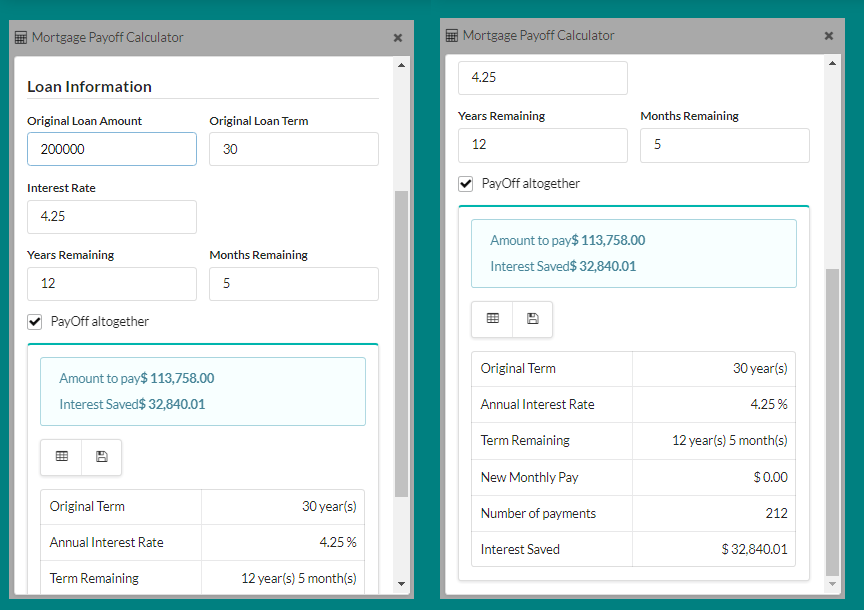 Mortgage Payoff Calculator
Loan Information
Original Loan Amount Original Loan Term
200000 30
Interest Rate
4.25
Years Remaining Months Remaining
12 5
PayOff altogether
Amount to pay$ 113,758.00
Interest Saved$ 32,840.01
Original Term 30 year(s)
Annual Interest Rate 4.25 %
Term Remaining 12 year(s) 5 month(s)
Mortgage Payoff Calculator
4.25
Years Remaining Months Remaining
12 5
PayOff altogether
Amount to pay$ 113,758.00
Interest Saved$ 32,840.01
Original Term 30 year(s)
Annual Interest Rate 4.25 %
Term Remaining 12 year(s) 5 month(s)
New Monthly Pay $ 0.00
Number of payments 212
Interest Saved $ 32,840.01